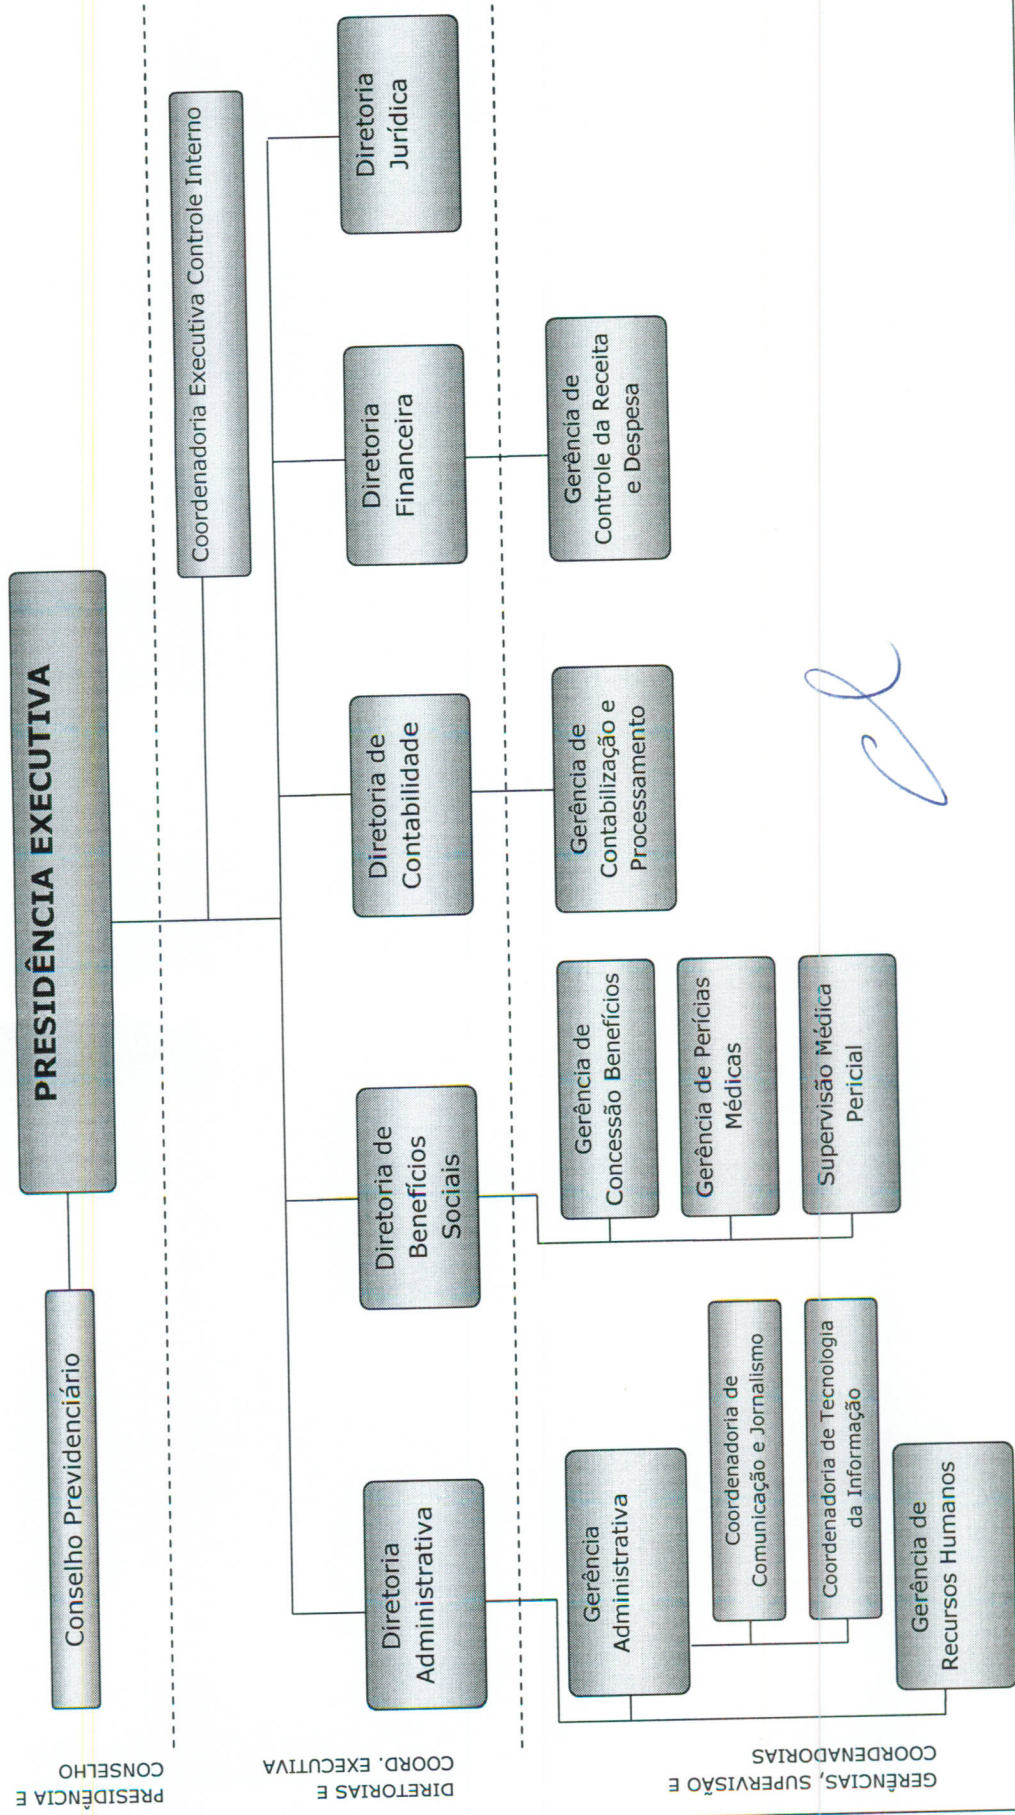 PRESIDÊNCIA E
CONSELHO
Conselho Previdenciário
PRESIDÊNCIA EXECUTIVA
DIRETORIAS E
COORD. EXECUTIVA
Coordenadoria Executiva Controle Interno
Diretoria
Administrativa
Diretoria de
Benefícios
Sociais
Diretoria de
Contabilidade
Diretoria
Financeira
Diretoria
Jurídica
GERÊNCIAS, SUPERVISÃO E
COORDENADORIAS
Gerência
Administrativa
Coordenadoria de
Comunicação e Jornalismo
Coordenadoria de Tecnologia
da Informação
Gerência de
Recursos Humanos
Gerência de
Concessão Benefícios
Gerência de Perícias
Médicas
Supervisão Médica
Pericial
Gerência de
Contabilização e
Processamento
Gerência de
Controle da Receita
e Despesa